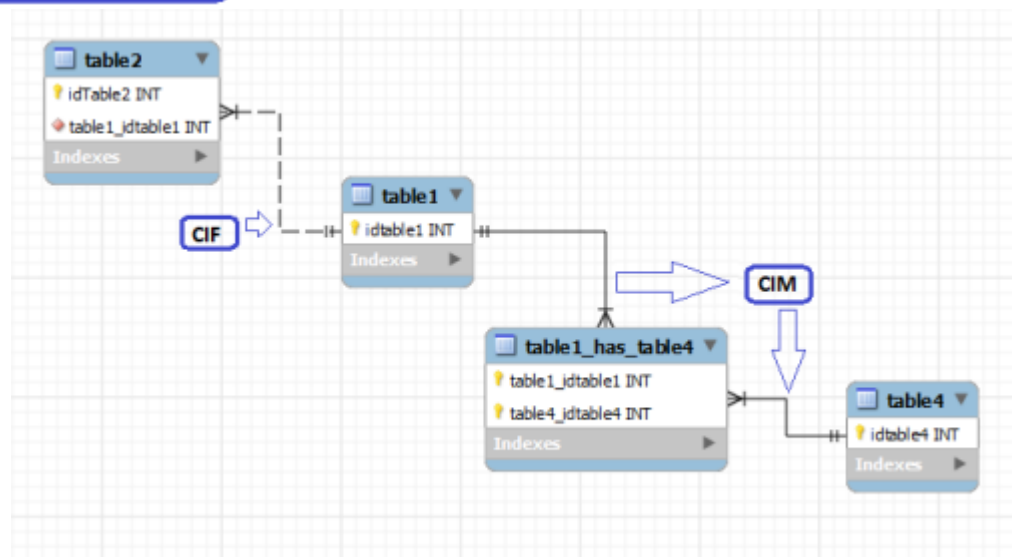 table2
idTable2 INT
table1_idtable1 INT
Indexes
CIF
table1
idtable1 INT
Indexes
CIM
table1_has_table4
table1_idtable1 INT
table4_idtable4 INT
Indexes
table4
idtable4 INT
Indexes